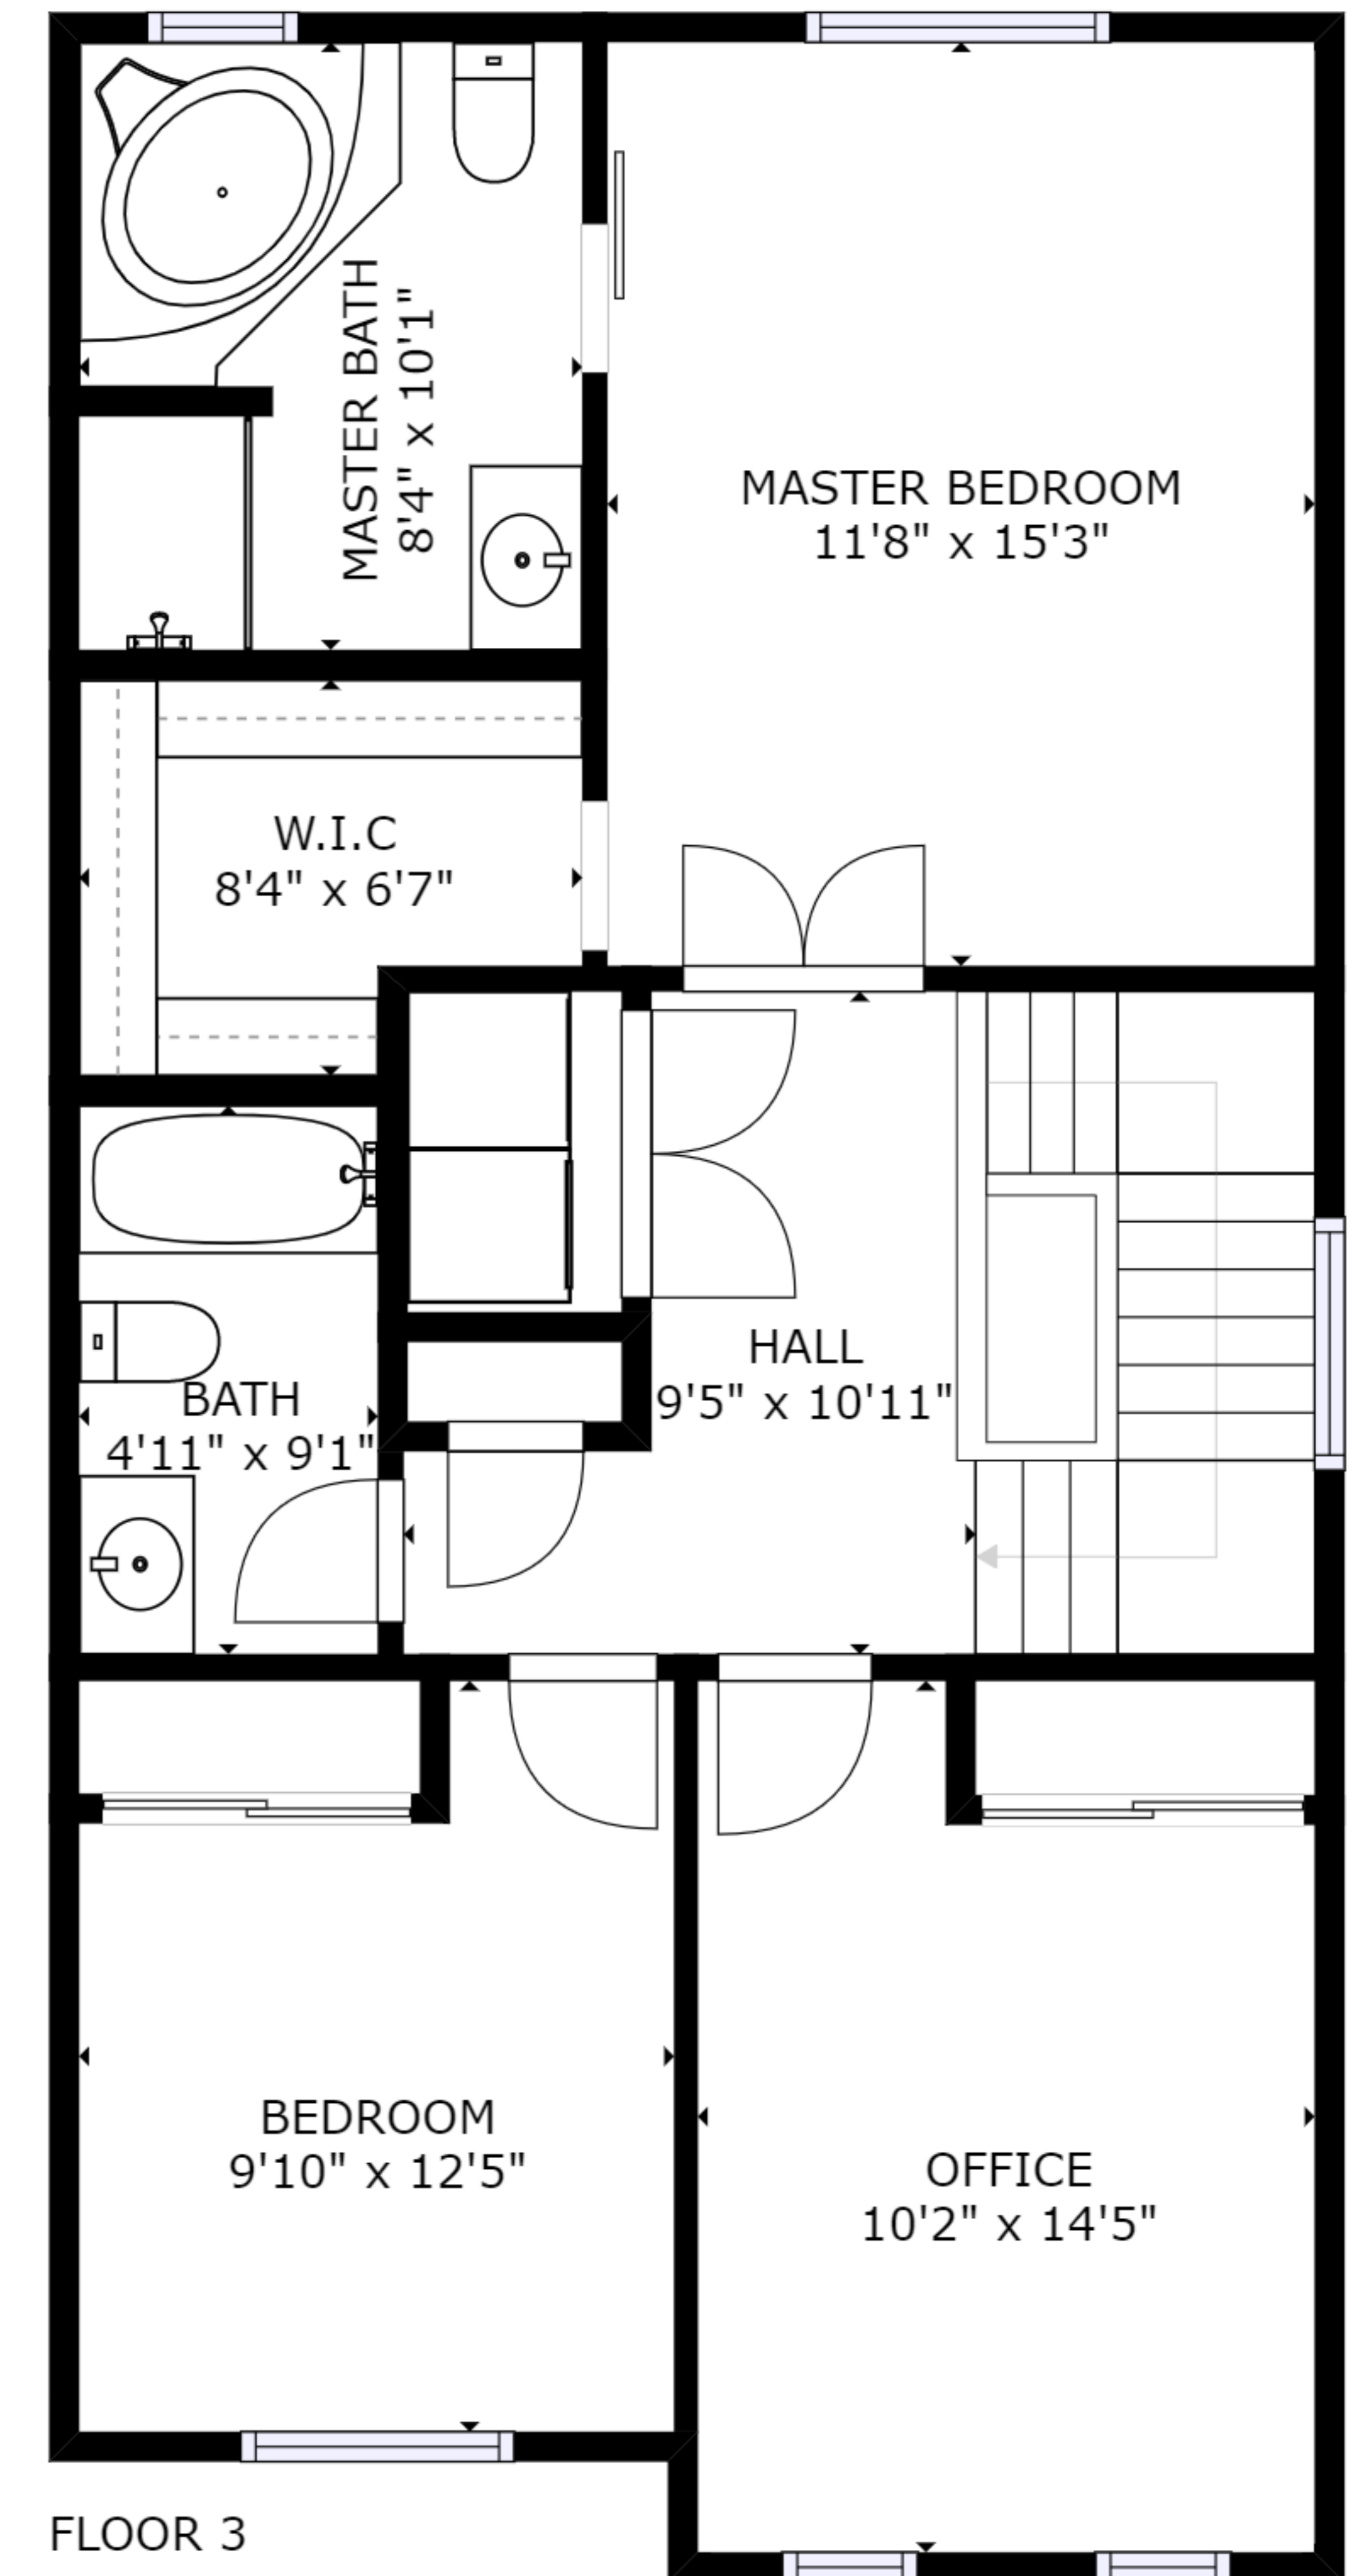 MASTER BATH
8'4" x 10'1"
MASTER BEDROOM
11'8" x 15'3"
W.I.C
8'4" x 6'7"
HALL
9'5" x 10'11"
BATH
4'11" x 9'1"
BEDROOM
9'10" x 12'5"
OFFICE
10'2" x 14'5"
FLOOR 3